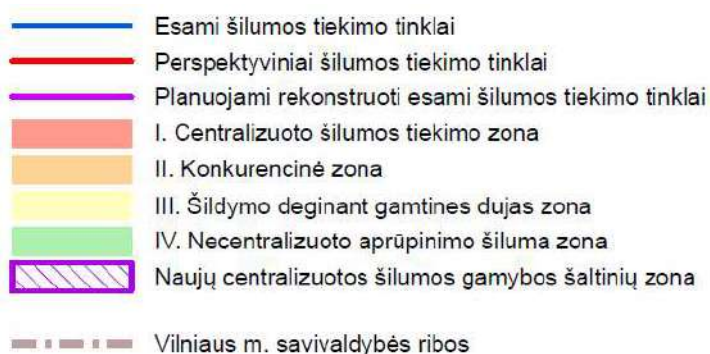 Esami šilumos tiekimo tinklai
Perspektyviniai šilumos tiekimo tinklai
Planuojami rekonstruoti esami šilumos tiekimo tinklai
I. Centralizuoto šilumos tiekimo zona
II. Konkurencinė zona
III. Šildymo deginant gamtines dujas zona
IV. Necentralizuoto aprūpinimo šiluma zona
Naujų centralizuotos šilumos gamybos šaltinių zona
Vilniaus m. savivaldybės ribos